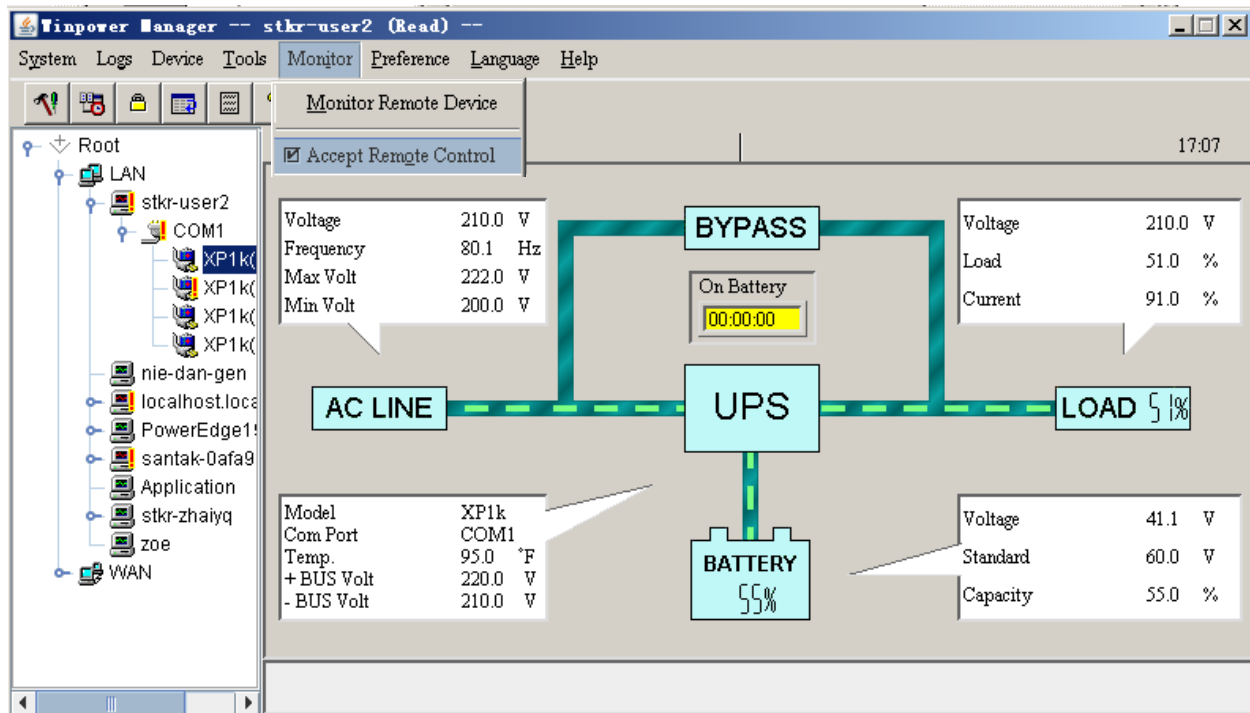 Winpower Manager -- stkr-user2 (Read) --
System Logs Device Tools Monitor Preference Language Help
Monitor Remote Device
Accept Remote Control
17:07
Root
LAN
stkr-user2
COM1
XP1k(
XP1k(
XP1k(
XP1k(
nie-dan-gen
localhost.loca
PowerEdge1
santak-0afa9
Application
stkr-zhaiyq
zoe
WAN
Voltage 210.0 V
Frequency 80.1 Hz
Max Volt 222.0 V
Min Volt 200.0 V
BYPASS
On Battery
00:00:00
Voltage 210.0 V
Load 51.0 %
Current 91.0 %
AC LINE
UPS
LOAD 51%
Model XP1k
Com Port COM1
Temp. 95.0 °F
+ BUS Volt 220.0 V
- BUS Volt 210.0 V
BATTERY
55%
Voltage 41.1 V
Standard 60.0 V
Capacity 55.0 %